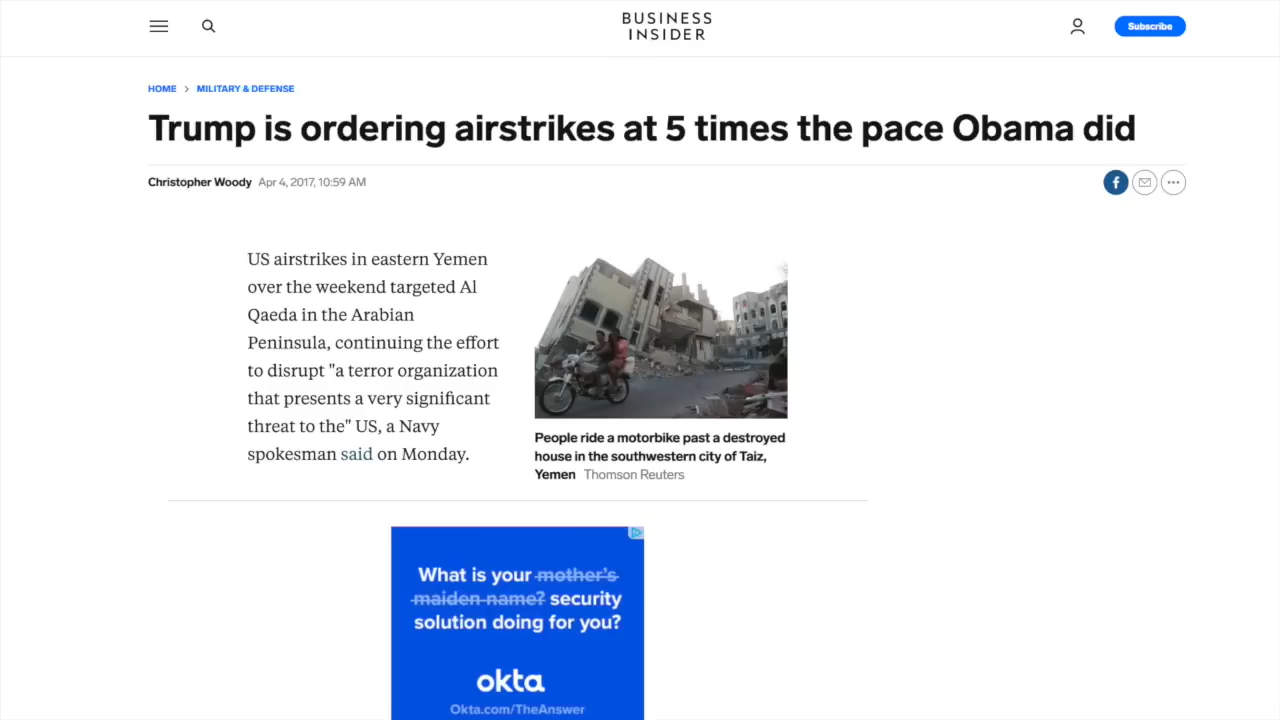 BUSINESS
INSIDER
Subscribe
HOME > MILITARY & DEFENSE
Trump is ordering airstrikes at 5 times the pace Obama did
Christopher Woody Apr 4, 2017, 10:59 AM
US airstrikes in eastern Yemen
over the weekend targeted Al
Qaeda in the Arabian
Peninsula, continuing the effort
to disrupt "a terror organization
that presents a very significant
threat to the" US, a Navy
spokesman said on Monday.
People ride a motorbike past a destroyed
house in the southwestern city of Taiz,
Yemen Thomson Reuters
What is your mother's
maiden name? security
solution doing for you?
okta
Okta.com/TheAnswer